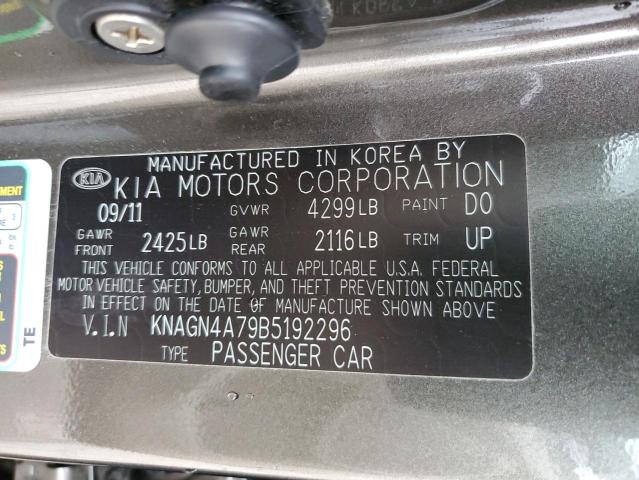 MANUFACTURED IN KOREA BY
KIA KIA MOTORS CORPORATION
09/11 GVWR 4299LB PAINT D0
GAWR FRONT 2425LB GAWR REAR 2116LB TRIM UP
THIS VEHICLE CONFORMS TO ALL APPLICABLE U.S.A. FEDERAL
MOTOR VEHICLE SAFETY, BUMPER, AND THEFT PREVENTION STANDARDS
IN EFFECT ON THE DATE OF MANUFACTURE SHOWN ABOVE
V.I.N KNAGN4A79B5192296
TYPE PASSENGER CAR
TE